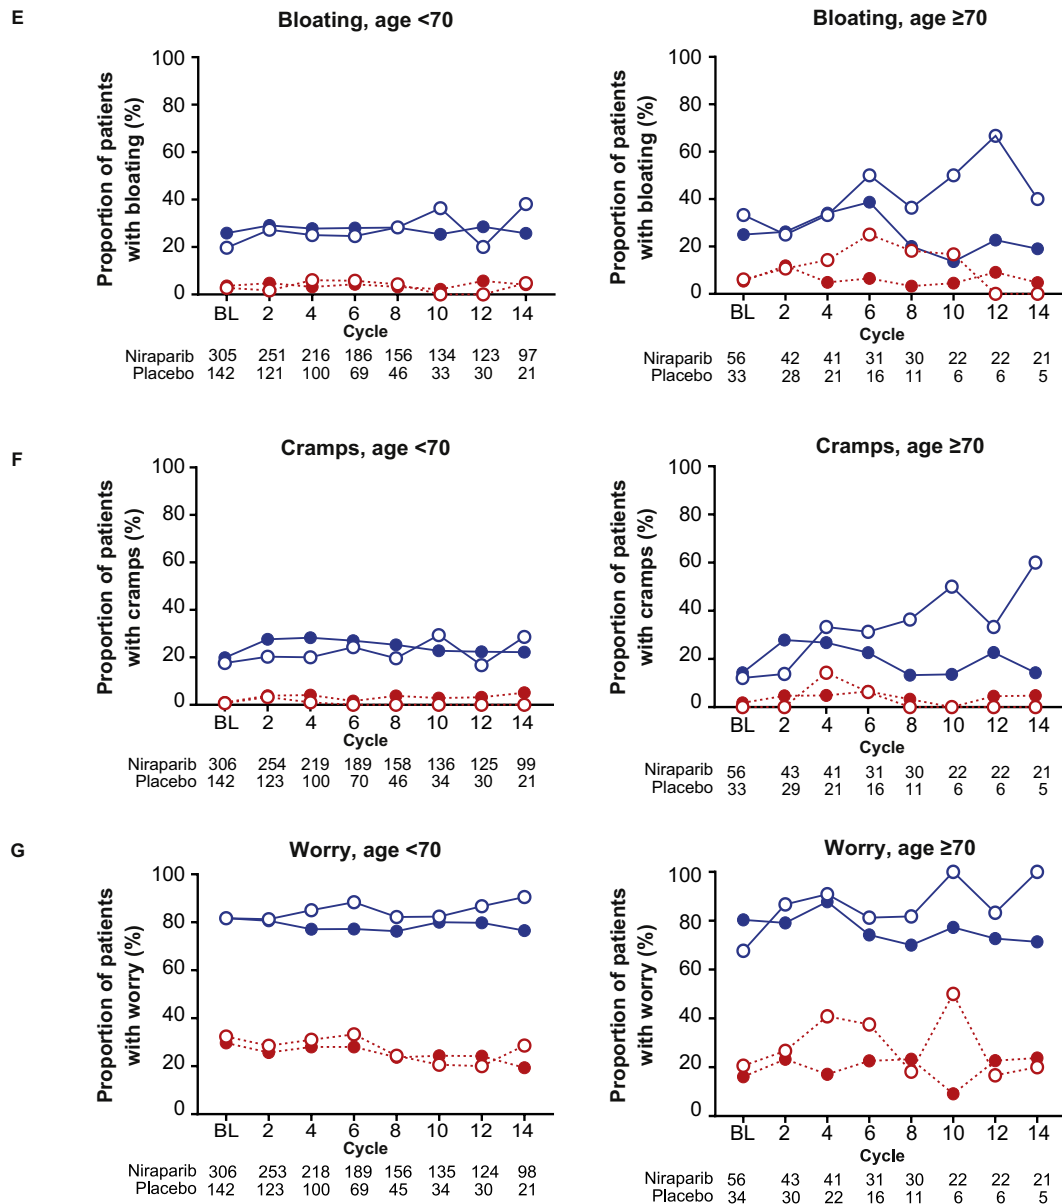 E
Bloating, age <70
Proportion of patients
with bloating (%)
100
80
60
40
20
0
BL 2 4 6 8 10 12 14
Cycle
Niraparib 305 251 216 186 156 134 123 97
Placebo 142 121 100 69 46 33 30 21
Bloating, age ≥70
Proportion of patients
with bloating (%)
100
80
60
40
20
0
BL 2 4 6 8 10 12 14
Cycle
Niraparib 56 42 41 31 30 22 22 21
Placebo 33 28 21 16 11 6 6 5
F
Cramps, age <70
Proportion of patients
with cramps (%)
100
80
60
40
20
0
BL 2 4 6 8 10 12 14
Cycle
Niraparib 306 254 219 189 158 136 125 99
Placebo 142 123 100 70 46 34 30 21
Cramps, age ≥70
Proportion of patients
with cramps (%)
100
80
60
40
20
0
BL 2 4 6 8 10 12 14
Cycle
Niraparib 56 43 41 31 30 22 22 21
Placebo 33 29 21 16 11 6 6 5
G
Worry, age <70
Proportion of patients
with worry (%)
100
80
60
40
20
0
BL 2 4 6 8 10 12 14
Cycle
Niraparib 306 253 218 189 156 135 124 98
Placebo 142 123 100 69 45 34 30 21
Worry, age ≥70
Proportion of patients
with worry (%)
100
80
60
40
20
0
BL 2 4 6 8 10 12 14
Cycle
Niraparib 56 43 41 31 30 22 22 21
Placebo 34 30 22 16 11 6 6 5